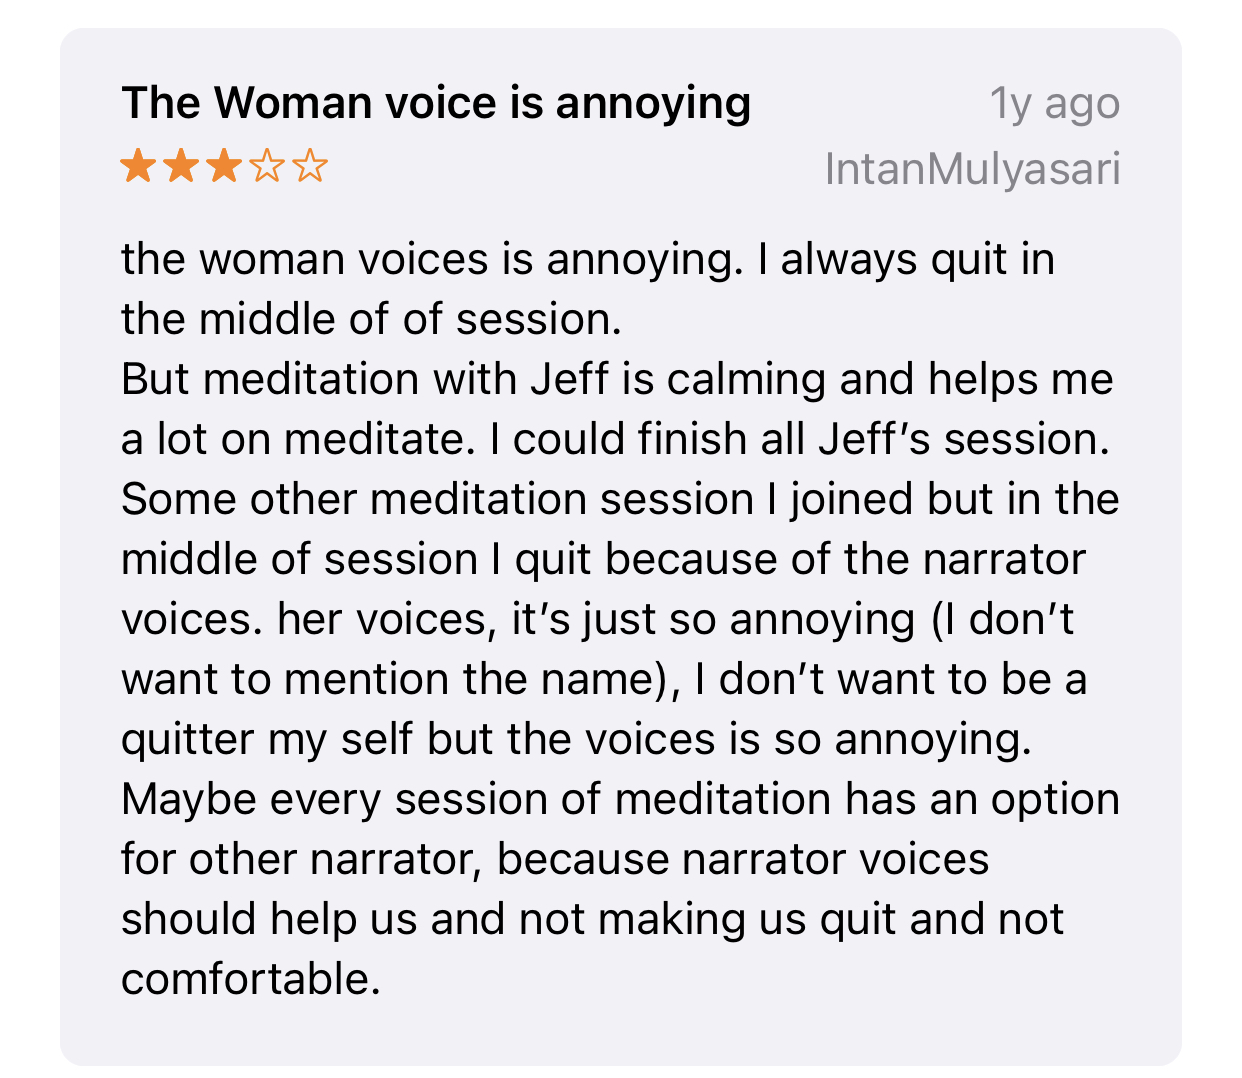 The Woman voice is annoying
1y ago
IntanMulyasari
the woman voices is annoying. I always quit in
the middle of of session.
But meditation with Jeff is calming and helps me
a lot on meditate. I could finish all Jeff’s session.
Some other meditation session I joined but in the
middle of session I quit because of the narrator
voices. her voices, it’s just so annoying (I don’t
want to mention the name), I don’t want to be a
quitter my self but the voices is so annoying.
Maybe every session of meditation has an option
for other narrator, because narrator voices
should help us and not making us quit and not
comfortable.